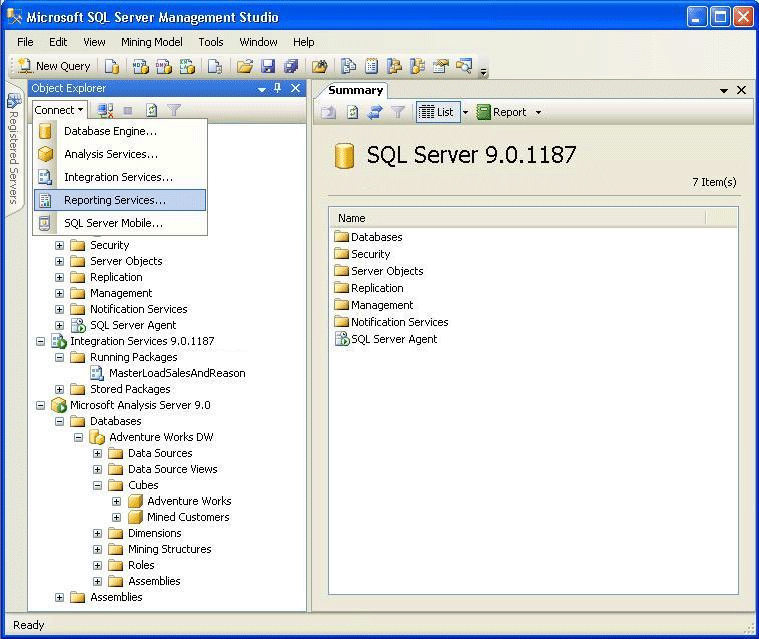 Microsoft SQL Server Management Studio
File Edit View Mining Model Tools Window Help
New Query
Registered Servers
Object Explorer
Connect
Database Engine...
Analysis Services...
Integration Services...
Reporting Services...
SQL Server Mobile...
Security
Server Objects
Replication
Management
Notification Services
SQL Server Agent
Integration Services 9.0.1187
Running Packages
MasterLoadSalesAndReason
Stored Packages
Microsoft Analysis Server 9.0
Databases
Adventure Works DW
Data Sources
Data Source Views
Cubes
Adventure Works
Mined Customers
Dimensions
Mining Structures
Roles
Assemblies
Assemblies
Summary
List Report
SQL Server 9.0.1187
7 Item(s)
Name
Databases
Security
Server Objects
Replication
Management
Notification Services
SQL Server Agent
Ready